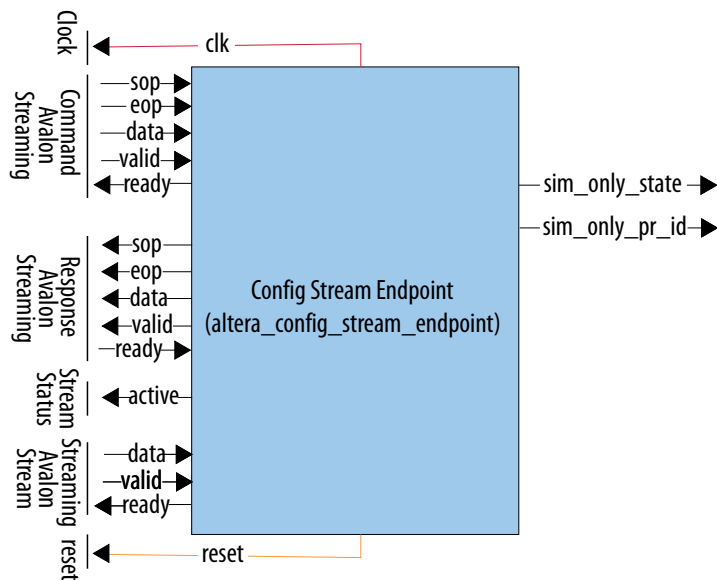 Clock
clk
Command
Avalon
Streaming
sop
eop
data
valid
ready
Response
Avalon
Streaming
sop
eop
data
valid
ready
Stream
Status
active
Streaming
Avalon
Stream
data
valid
ready
reset
reset
Config Stream Endpoint
(altera_config_stream_endpoint)
sim_only_state
sim_only_pr_id